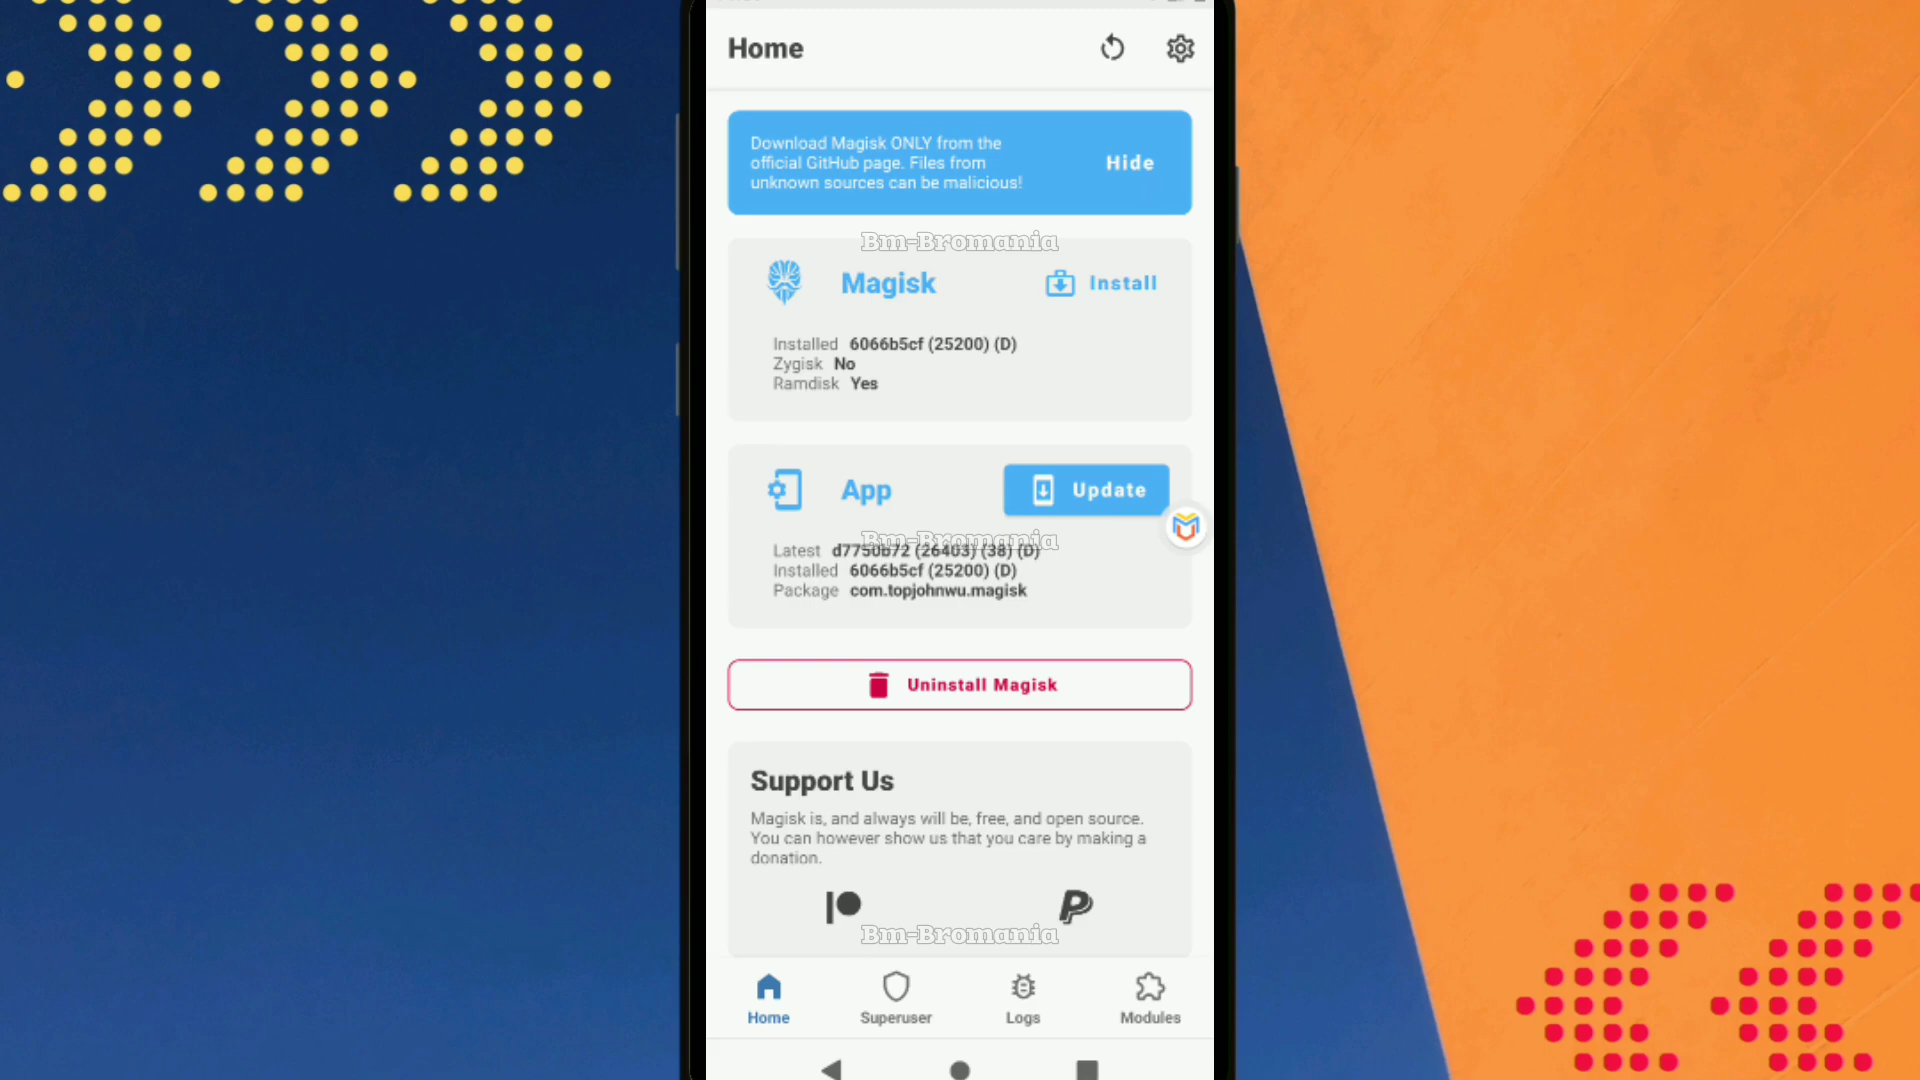 Home
Download Magisk ONLY from the
official GitHub page. Files from
unknown sources can be malicious!
Hide
Bm-Bromania
Magisk
Install
Installed 6066b5cf (25200) (D)
Zygisk No
Ramdisk Yes
App
Update
Bm-Bromania
Latest d7750b72 (26403) (38) (D)
Installed 6066b5cf (25200) (D)
Package com.topjohnwu.magisk
Uninstall Magisk
Support Us
Magisk is, and always will be, free, and open source.
You can however show us that you care by making a
donation.
Bm-Bromania
Home
Superuser
Logs
Modules